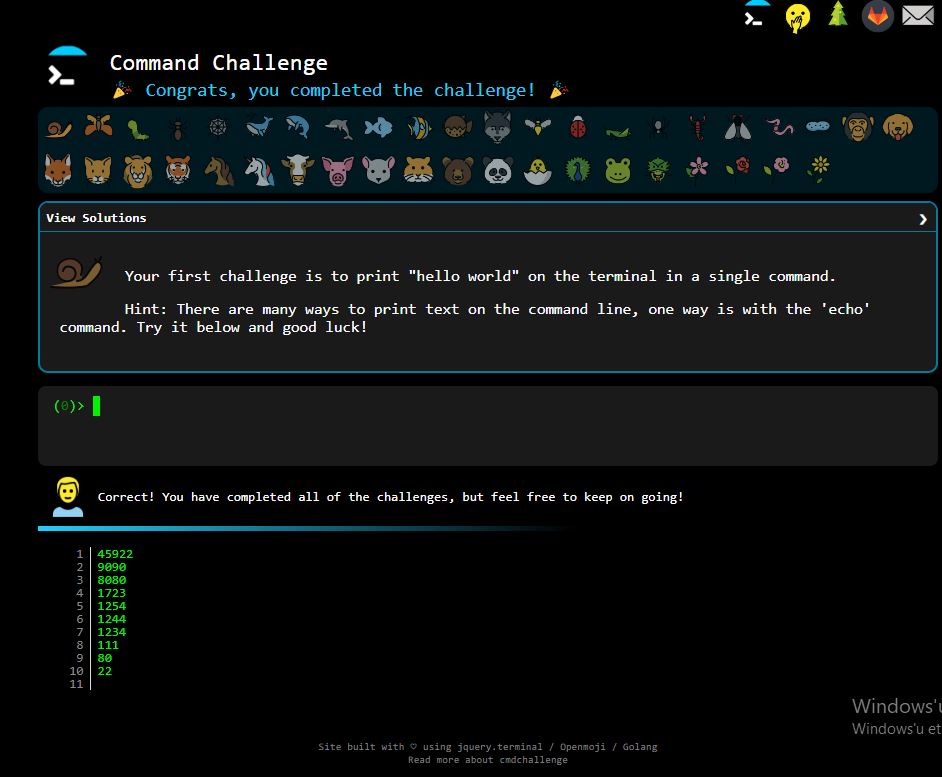 Command Challenge
🎉 Congrats, you completed the challenge! 🎉
View Solutions
Your first challenge is to print "hello world" on the terminal in a single command.
Hint: There are many ways to print text on the command line, one way is with the 'echo'
command. Try it below and good luck!
(0)>
Correct! You have completed all of the challenges, but feel free to keep on going!
1 45922
2 9090
3 8080
4 1723
5 1254
6 1244
7 1234
8 111
9 80
10 22
11
Windows'u
Windows'u et
Site built with ♡ using jquery.terminal / Openmoji / Golang
Read more about cmdchallenge